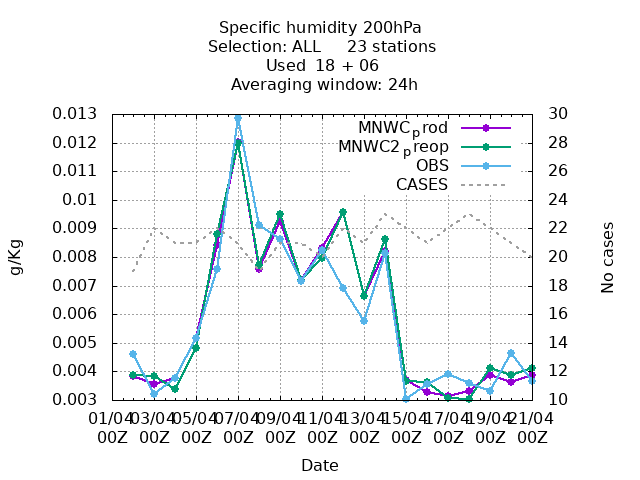 Specific humidity 200hPa
Selection: ALL     23 stations
Used  18 + 06
Averaging window: 24h
0.013
0.012
0.011
0.01
0.009
0.008
0.007
0.006
0.005
0.004
0.003
g/Kg
30
28
26
24
22
20
18
16
14
12
10
No cases
MNWCprod
MNWC2preop
OBS
CASES
01/04 03/04 05/04 07/04 09/04 11/04 13/04 15/04 17/04 19/04 21/04
00Z 00Z 00Z 00Z 00Z 00Z 00Z 00Z 00Z 00Z 00Z
Date